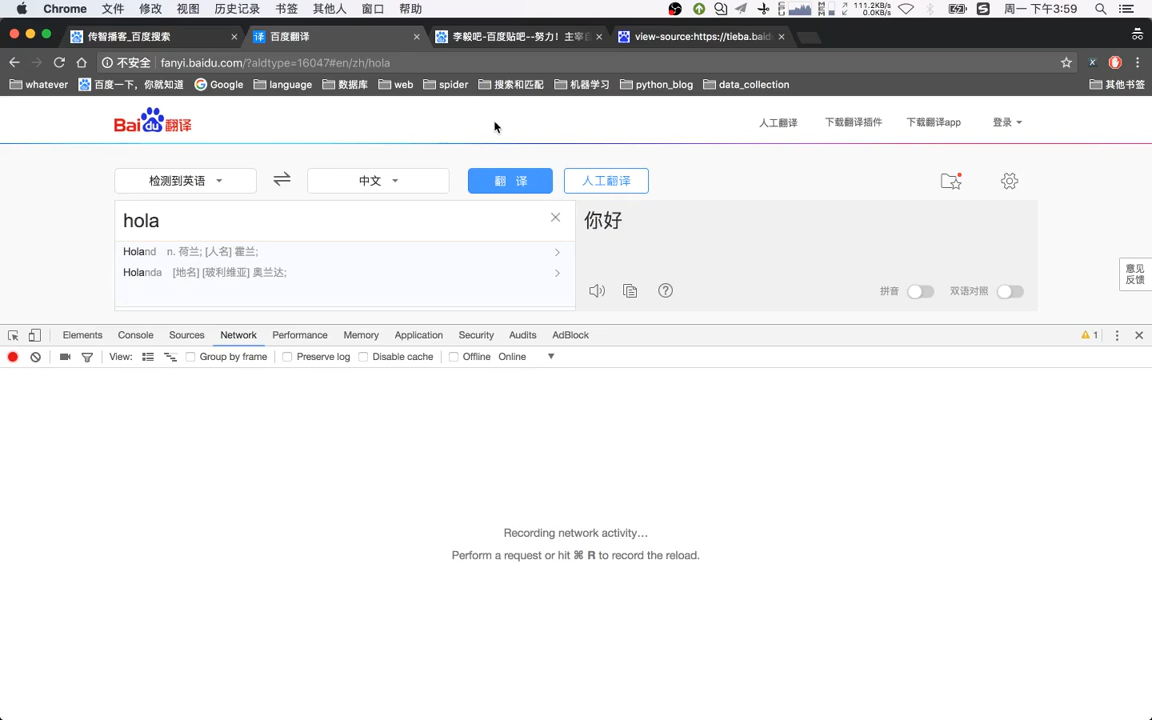 Chrome 文件 修改 视图 历史记录 书签 其他人 窗口 帮助 111.2KB/s 0.0KB/s 周一 下午3:59
传智播客_百度搜索 百度翻译 李毅吧-百度贴吧--努力！主宰自 view-source:https://tieba.baidu
不安全 fanyi.baidu.com/?aldtype=16047#en/zh/hola
whatever 百度一下，你就知道 Google language 数据库 web spider 搜索和匹配 机器学习 python_blog data_collection 其他书签
Bai du 翻译 人工翻译 下载翻译插件 下载翻译app 登录
检测到英语 中文 翻 译 人工翻译
hola 你好
Holand n. 荷兰; [人名] 霍兰;
Holanda [地名] [玻利维亚] 奥兰达;
意见
反馈
拼音 双语对照
Elements Console Sources Network Performance Memory Application Security Audits AdBlock 1
View: Group by frame Preserve log Disable cache Offline Online
Recording network activity…
Perform a request or hit ⌘ R to record the reload.